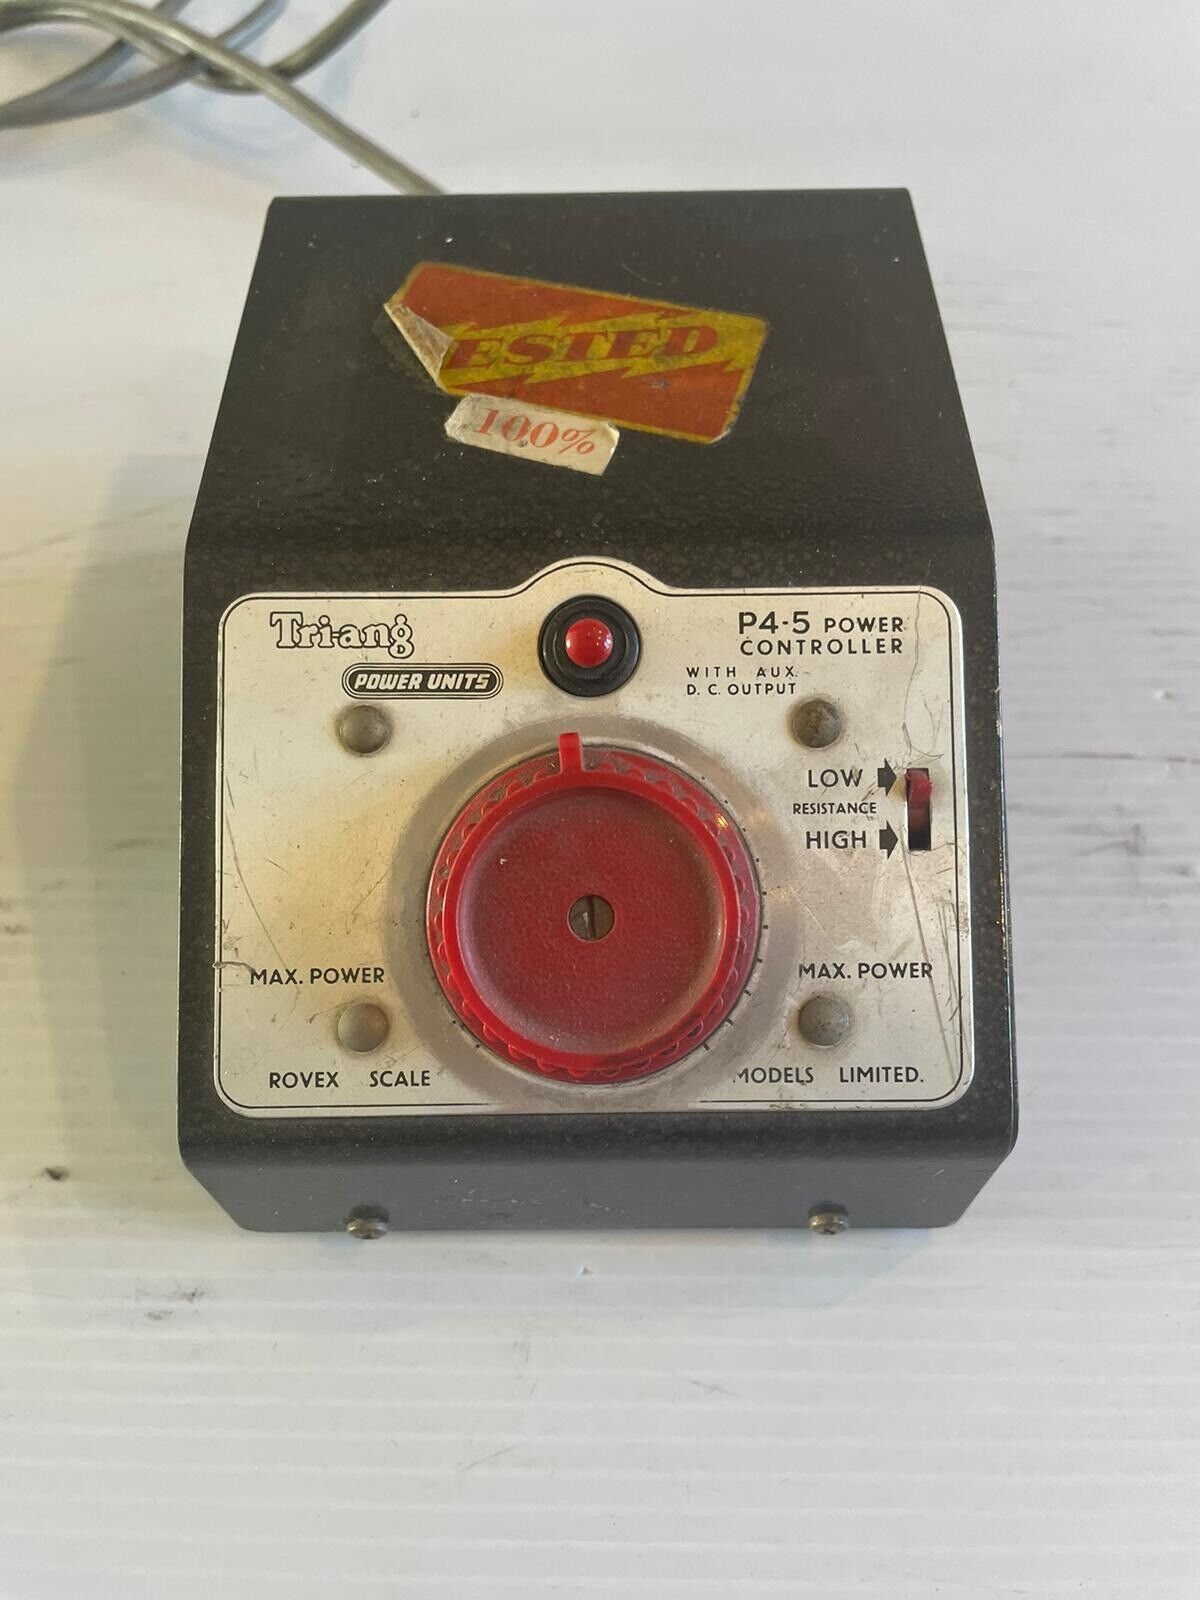 ESTED
100%
Tri-ang
POWER UNITS
P4-5 POWER
CONTROLLER
WITH AUX.
D.C. OUTPUT
LOW
RESISTANCE
HIGH
MAX. POWER
MAX. POWER
ROVEX SCALE
MODELS LIMITED.